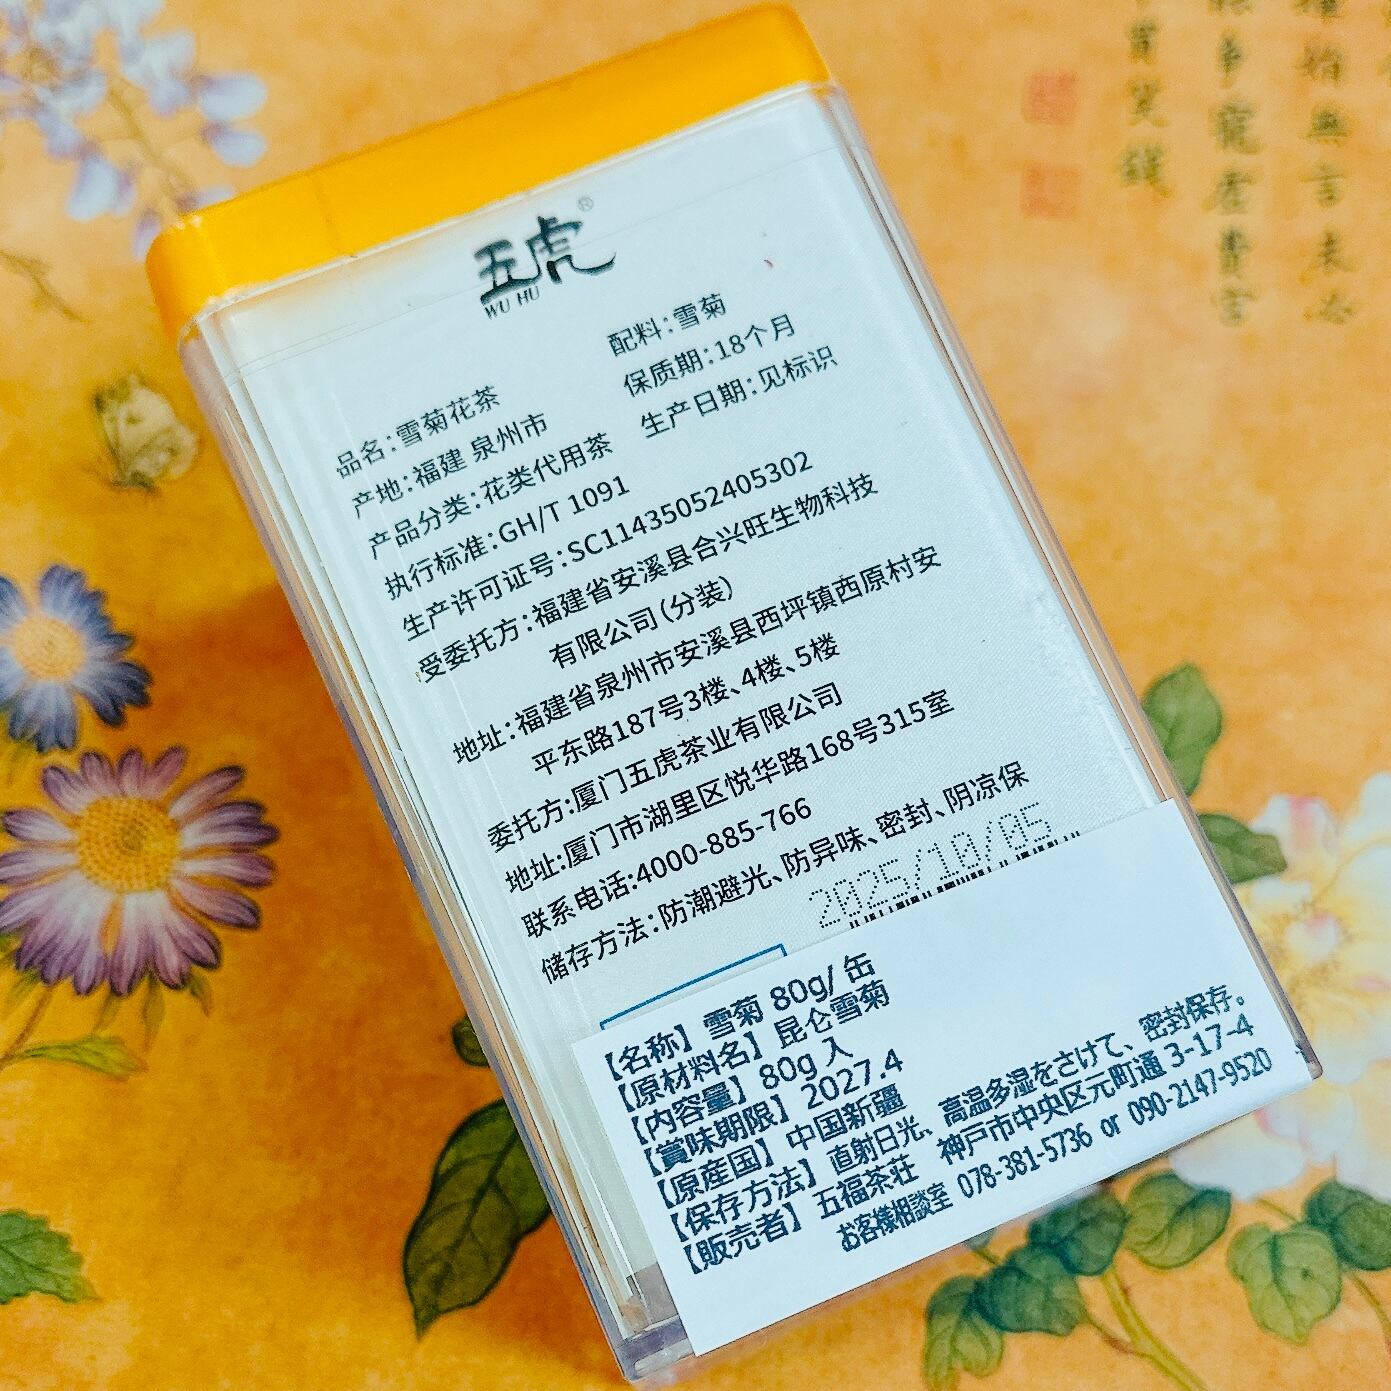 五虎®
WU HU
品名:雪菊花茶
配料:雪菊
产地:福建 泉州市
保质期:18个月
产品分类:花类代用茶
生产日期:见标识
执行标准:GH/T 1091
生产许可证号:SC11435052405302
受委托方:福建省安溪县合兴旺生物科技
有限公司(分装)
地址:福建省泉州市安溪县西坪镇西原村安
平东路187号3楼、4楼、5楼
委托方:厦门五虎茶业有限公司
地址:厦门市湖里区悦华路168号315室
联系电话:4000-885-766
储存方法:防潮避光、防异味、密封、阴凉保
2025/10/05
【名称】雪菊 80g/ 缶
【原材料名】昆仑雪菊
【内容量】80g 入
【賞味期限】2027.4
【原産国】中国新疆
【保存方法】直射日光、高温多湿をさけて、密封保存。
【販売者】五福茶荘 神戸市中央区元町通 3-17-4
お客様相談室 078-381-5736 or 090-2147-9520
無言未必